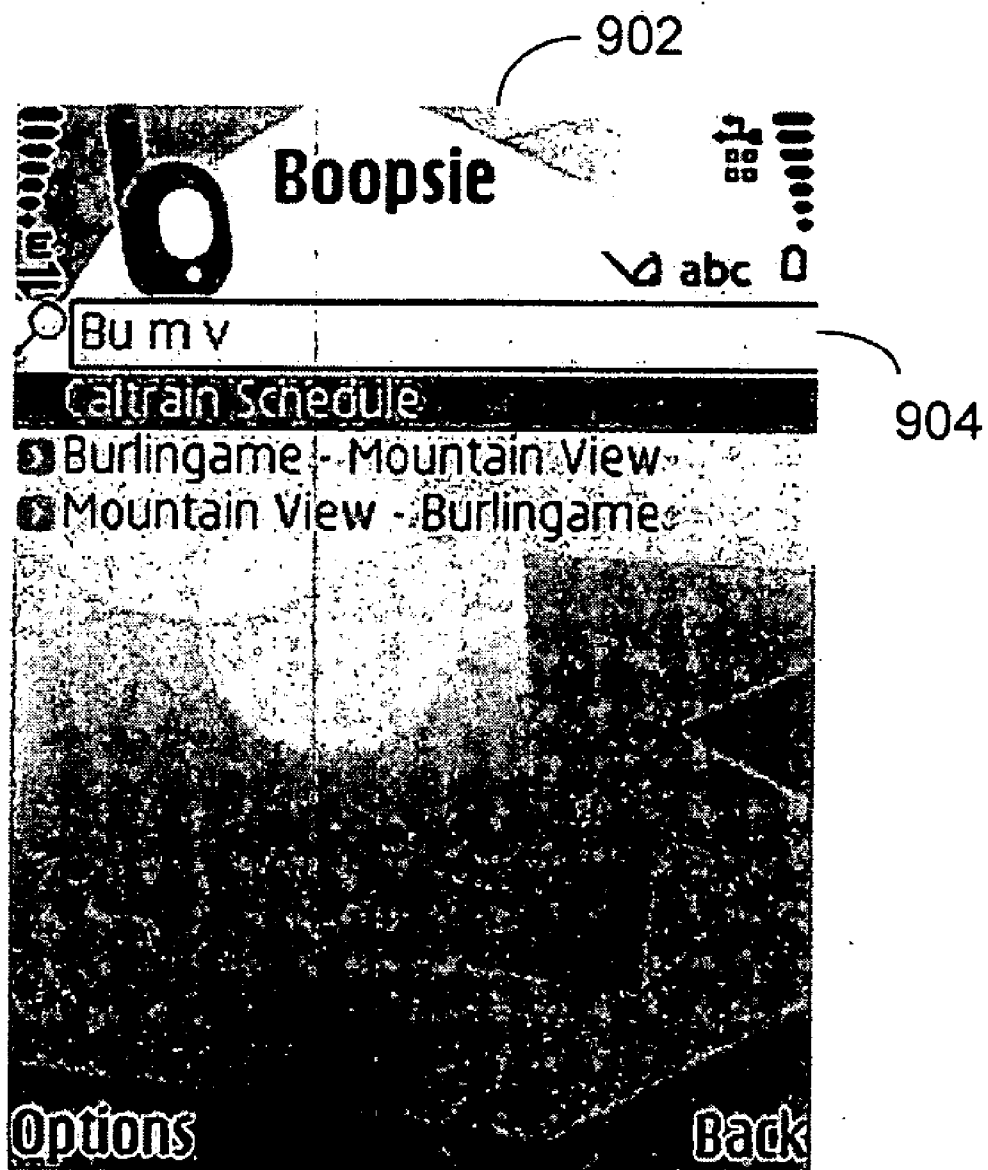 902
Boopsie
abc
Bu m v
904
Caltrain Schedule
Burlingame - Mountain View
Mountain View - Burlingame
Options
Back